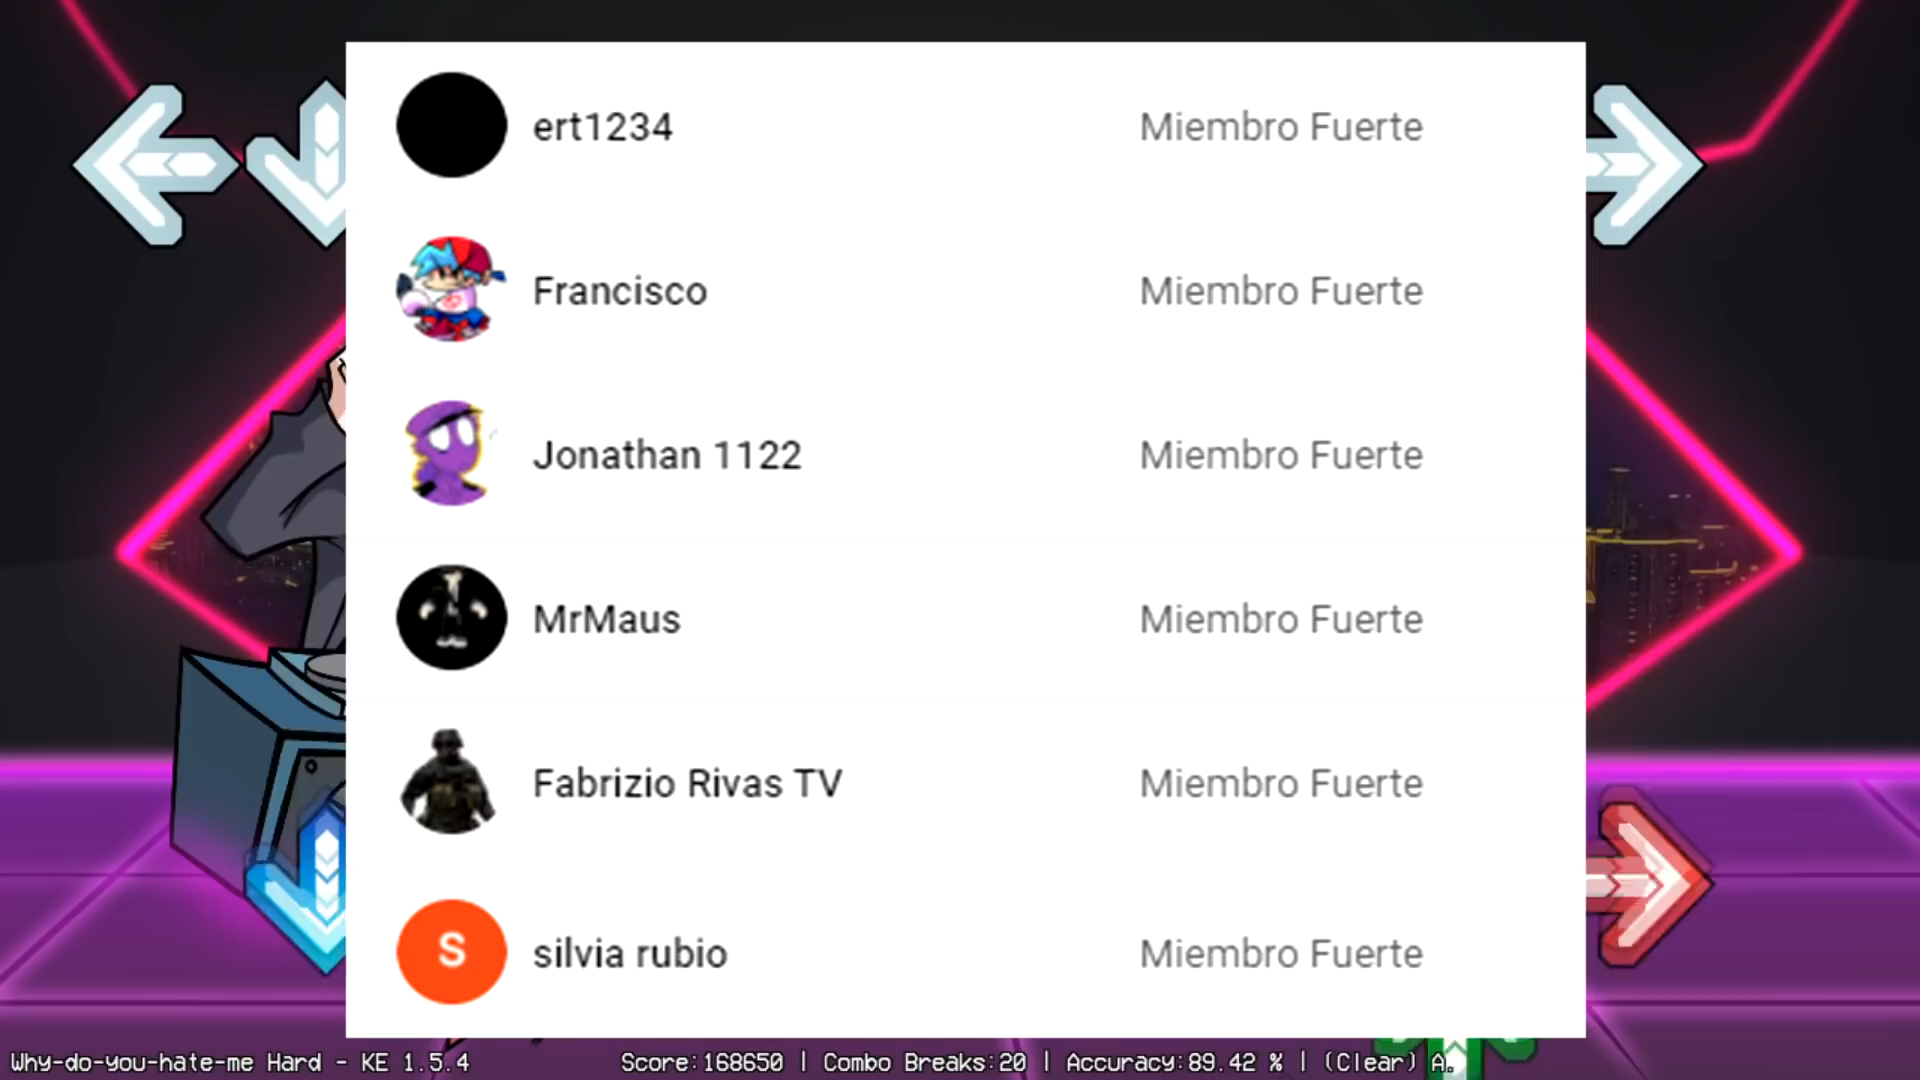 ert1234 Miembro Fuerte
Francisco Miembro Fuerte
Jonathan 1122 Miembro Fuerte
MrMaus Miembro Fuerte
Fabrizio Rivas TV Miembro Fuerte
S silvia rubio Miembro Fuerte
Why-do-you-hate-me Hard - KE 1.5.4 Score:168650 | Combo Breaks:20 | Accuracy:89.42 % | (Clear) A.